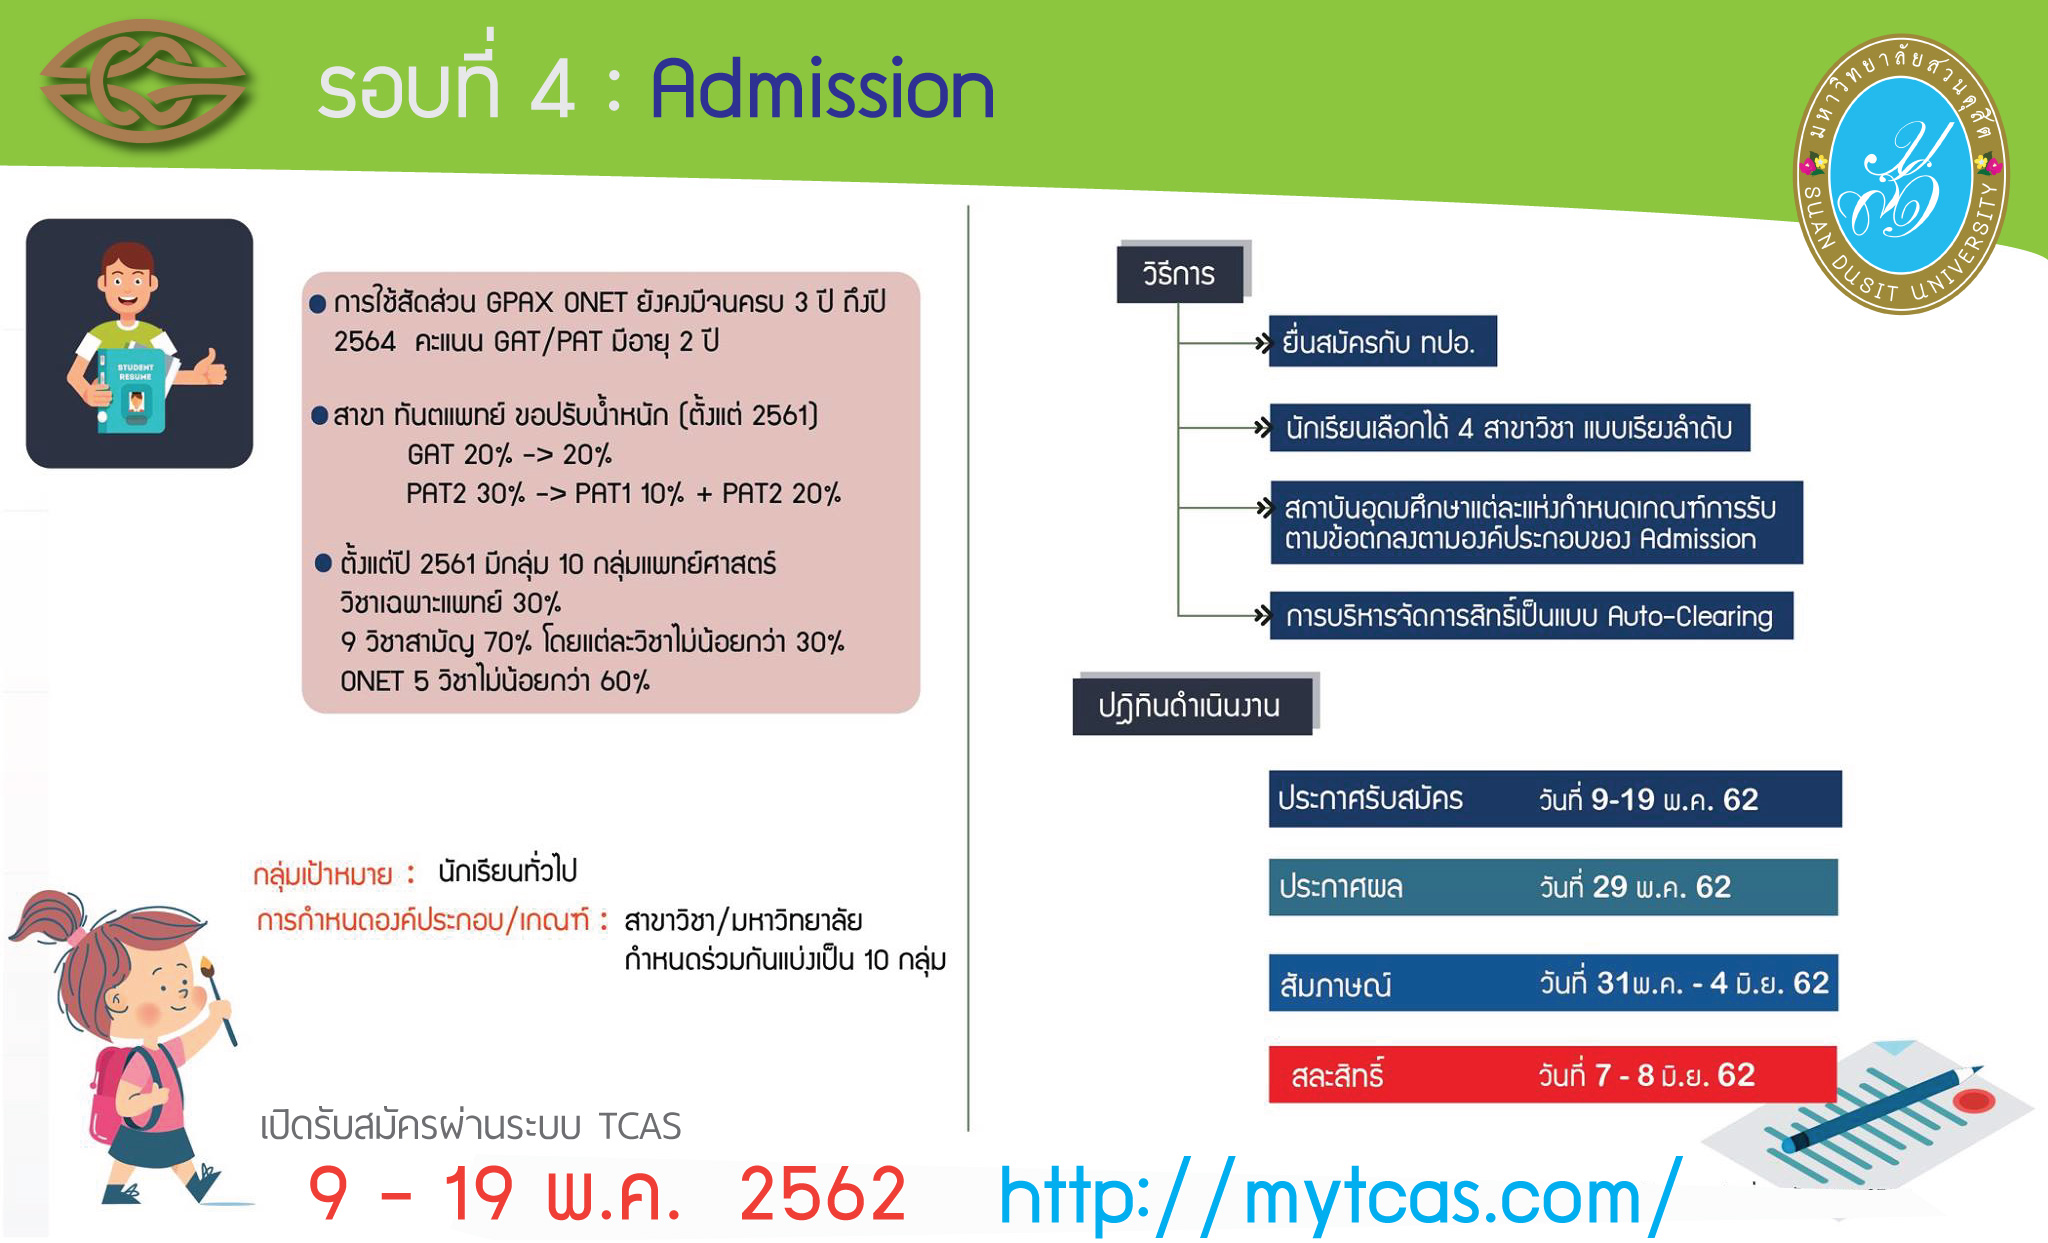 รอบที่ 4 : Admission
มหาวิทยาลัยสวนดุสิต
SUAN DUSIT UNIVERSITY
STUDENT
RESUME
● การใช้สัดส่วน GPAX ONET ยังคงมีจนครบ 3 ปี ถึงปี
2564 คะแนน GAT/PAT มีอายุ 2 ปี
● สาขา ทันตแพทย์ ขอปรับน้ำหนัก (ตั้งแต่ 2561)
GAT 20% -> 20%
PAT2 30% -> PAT1 10% + PAT2 20%
● ตั้งแต่ปี 2561 มีกลุ่ม 10 กลุ่มแพทย์ศาสตร์
วิชาเฉพาะแพทย์ 30%
9 วิชาสามัญ 70% โดยแต่ละวิชาไม่น้อยกว่า 30%
ONET 5 วิชาไม่น้อยกว่า 60%
กลุ่มเป้าหมาย : นักเรียนทั่วไป
การกำหนดองค์ประกอบ/เกณฑ์ : สาขาวิชา/มหาวิทยาลัย
กำหนดร่วมกันแบ่งเป็น 10 กลุ่ม
วิธีการ
ยื่นสมัครกับ ทปอ.
นักเรียนเลือกได้ 4 สาขาวิชา แบบเรียงลำดับ
สถาบันอุดมศึกษาแต่ละแห่งกำหนดเกณฑ์การรับ
ตามข้อตกลงตามองค์ประกอบของ Admission
การบริหารจัดการสิทธิ์เป็นแบบ Auto-Clearing
ปฏิทินดำเนินงาน
ประกาศรับสมัคร วันที่ 9-19 พ.ค. 62
ประกาศผล วันที่ 29 พ.ค. 62
สัมภาษณ์ วันที่ 31พ.ค. - 4 มิ.ย. 62
สละสิทธิ์ วันที่ 7 - 8 มิ.ย. 62
เปิดรับสมัครผ่านระบบ TCAS
9 - 19 พ.ค. 2562 http://mytcas.com/